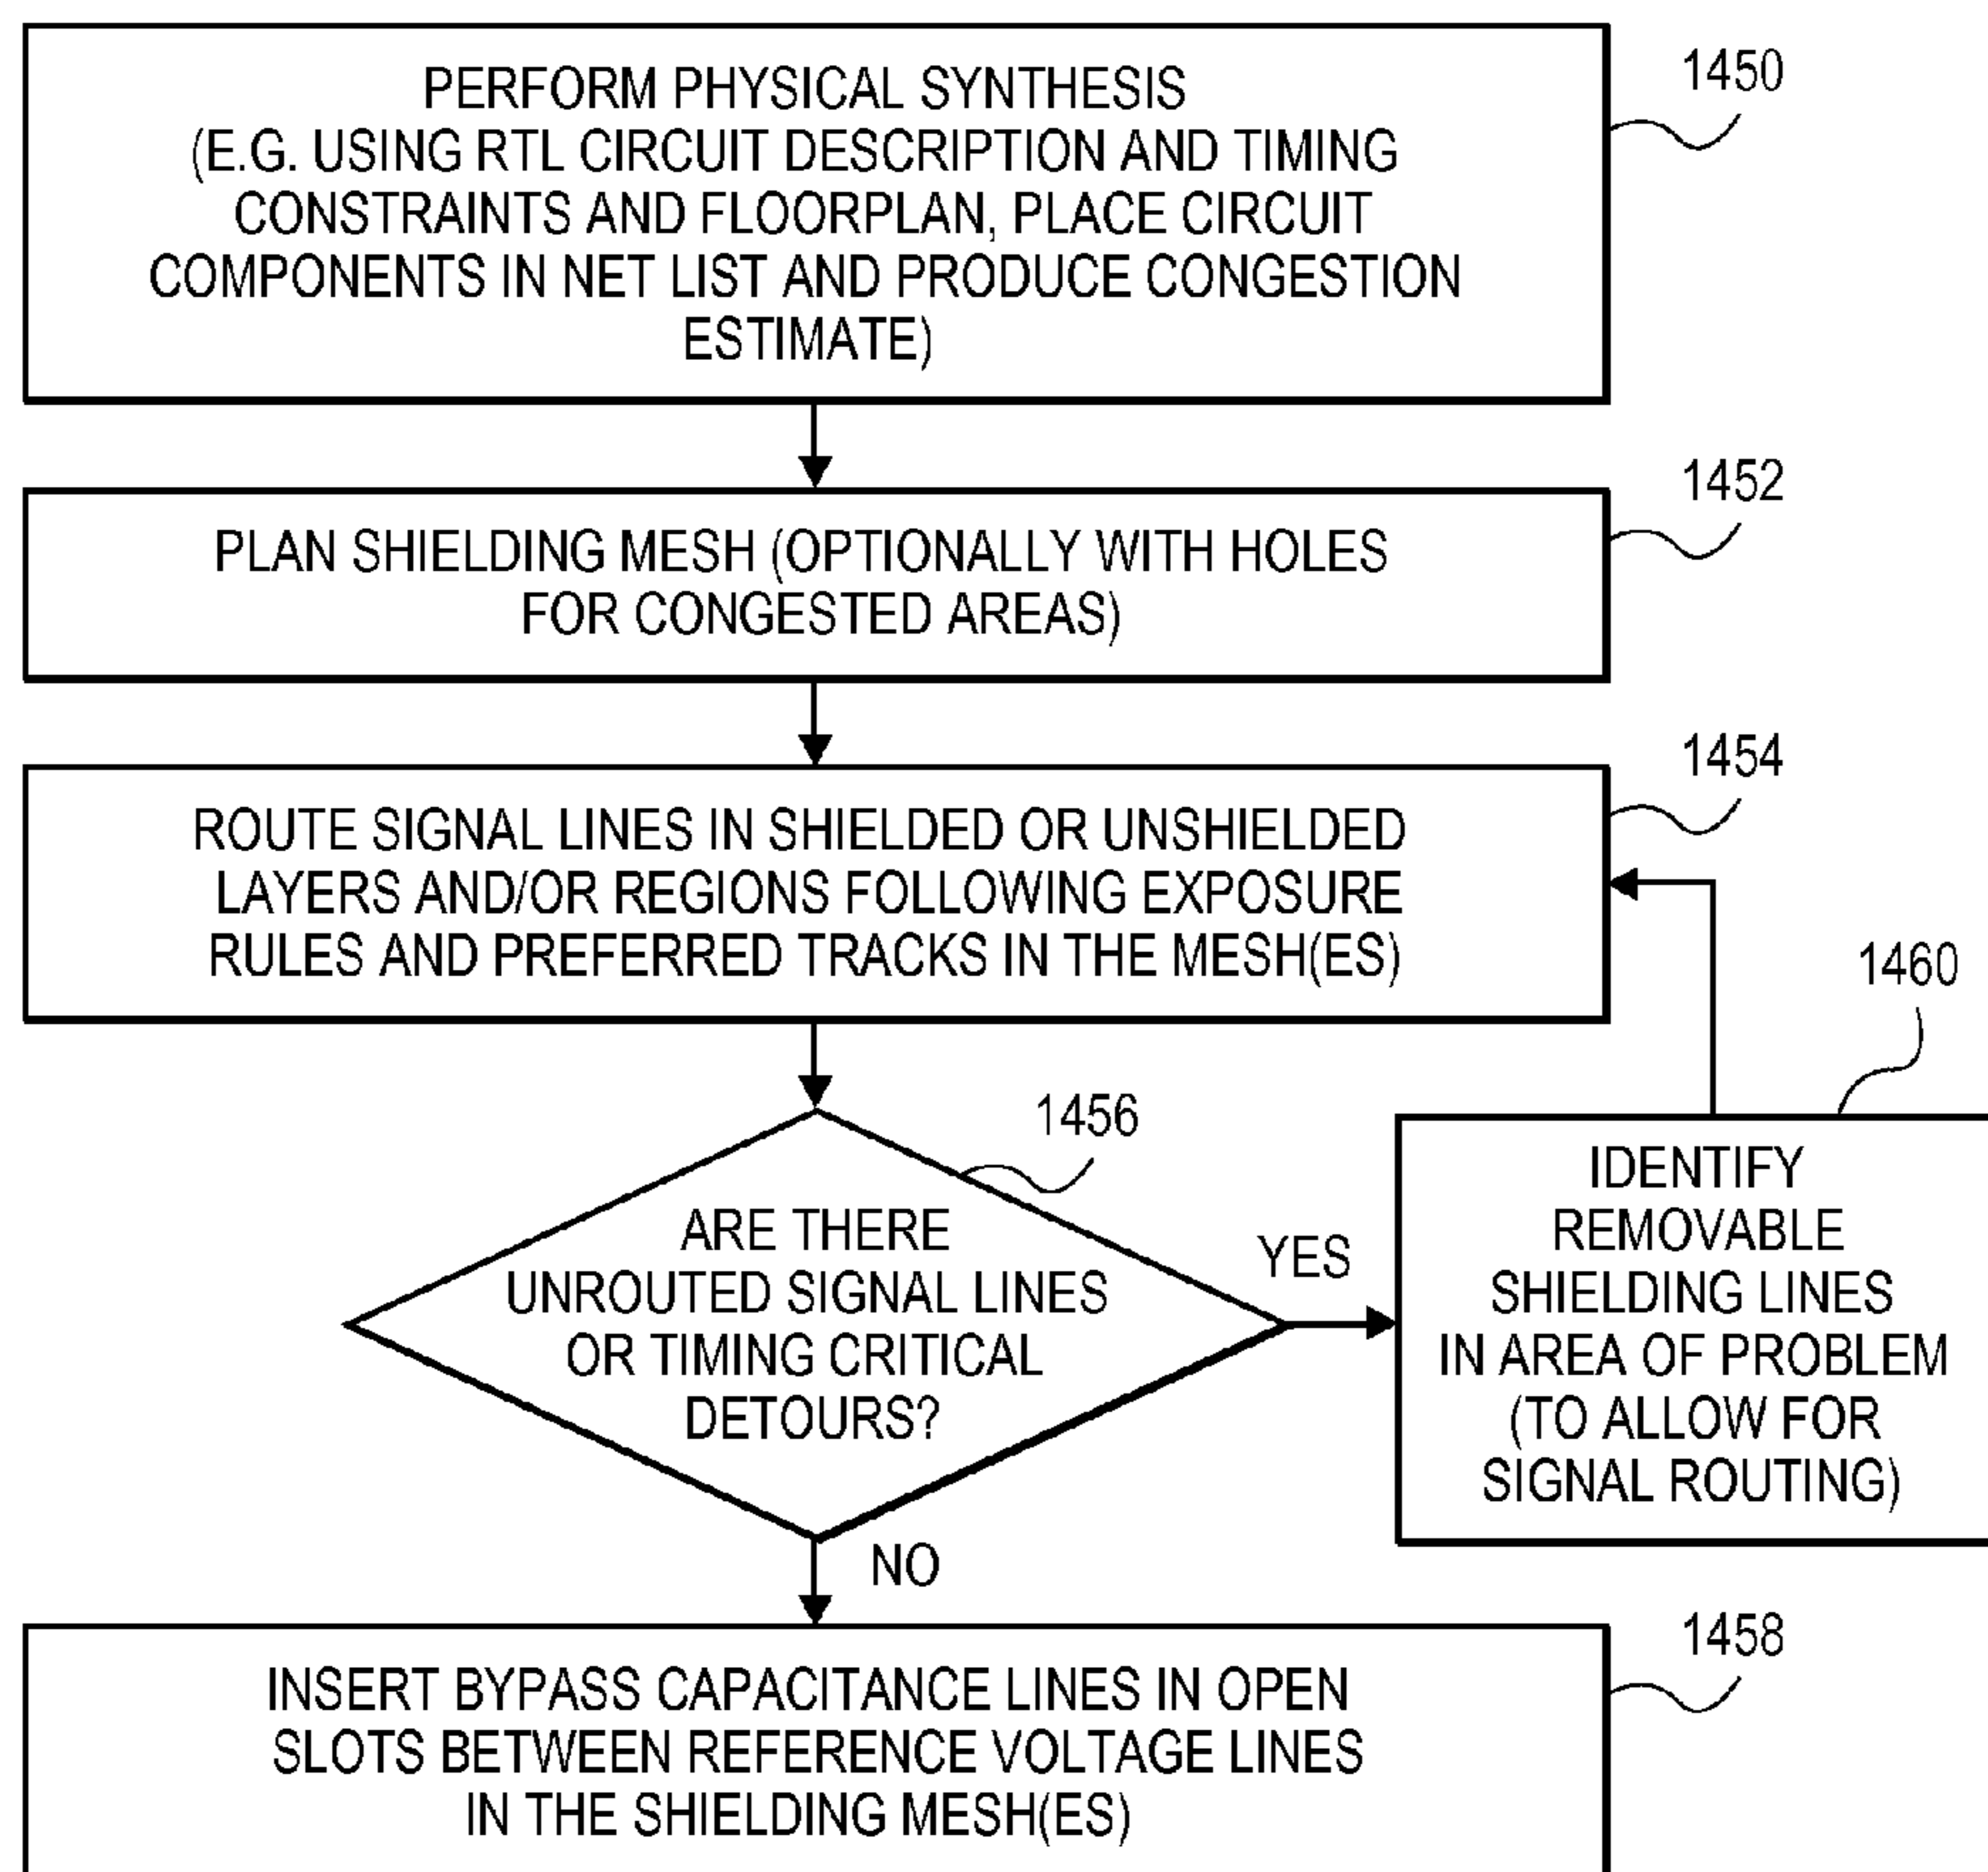 PERFORM PHYSICAL SYNTHESIS
(E.G. USING RTL CIRCUIT DESCRIPTION AND TIMING
CONSTRAINTS AND FLOORPLAN, PLACE CIRCUIT
COMPONENTS IN NET LIST AND PRODUCE CONGESTION
ESTIMATE)
1450
PLAN SHIELDING MESH (OPTIONALLY WITH HOLES
FOR CONGESTED AREAS)
1452
ROUTE SIGNAL LINES IN SHIELDED OR UNSHIELDED
LAYERS AND/OR REGIONS FOLLOWING EXPOSURE
RULES AND PREFERRED TRACKS IN THE MESH(ES)
1454
1456
ARE THERE
UNROUTED SIGNAL LINES
OR TIMING CRITICAL
DETOURS?
YES
1460
IDENTIFY
REMOVABLE
SHIELDING LINES
IN AREA OF PROBLEM
(TO ALLOW FOR
SIGNAL ROUTING)
NO
INSERT BYPASS CAPACITANCE LINES IN OPEN
SLOTS BETWEEN REFERENCE VOLTAGE LINES
IN THE SHIELDING MESH(ES)
1458